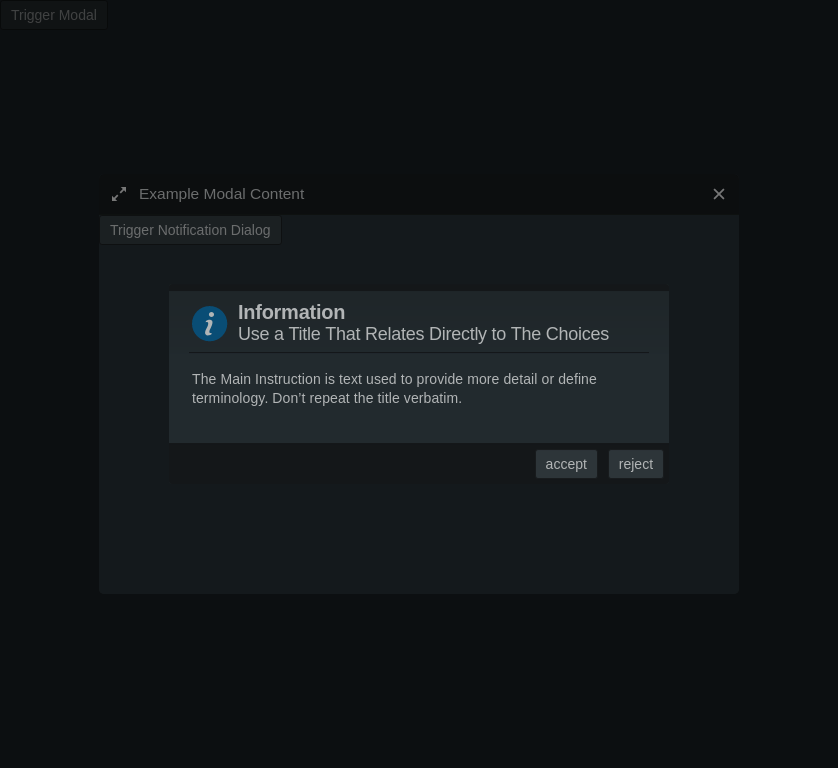 Trigger Modal
Example Modal Content
Trigger Notification Dialog
Information
Use a Title That Relates Directly to The Choices
The Main Instruction is text used to provide more detail or define
terminology. Don't repeat the title verbatim.
accept reject